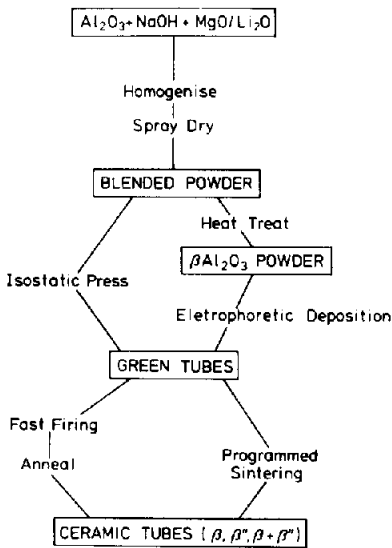 Al₂O₃+NaOH + MgO/Li₂O
Homogenise
Spray Dry
BLENDED POWDER
Heat Treat
βAl₂O₃ POWDER
Isostatic Press
Eletrophoretic Deposition
GREEN TUBES
Fast Firing
Anneal
Programmed
Sintering
CERAMIC TUBES (β, β'', β+β'')